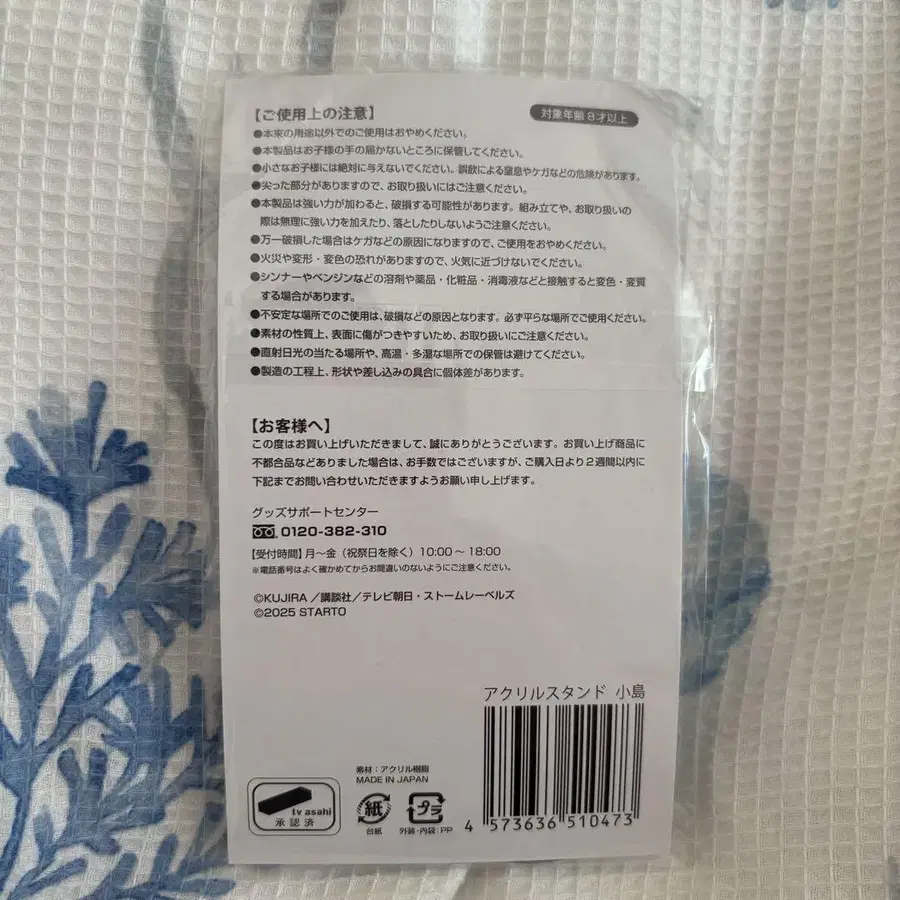 【ご使用上の注意】
対象年齢8才以上
●本来の用途以外でのご使用はおやめください。
●本製品はお子様の手の届かないところに保管してください。
●小さなお子様には絶対に与えないでください。誤飲による窒息やケガなどの危険があります。
●尖った部分がありますので、お取り扱いにはご注意ください。
●本製品は強い力が加わると、破損する可能性があります。組み立てや、お取り扱いの
際は無理に強い力を加えたり、落としたりしないようご注意ください。
●万一破損した場合はケガなどの原因になりますので、ご使用をおやめください。
●火災や変形・変色の恐れがありますので、火気に近づけないでください。
●シンナーやベンジンなどの溶剤や薬品・化粧品・消毒液などと接触すると変色・変質
する場合があります。
●不安定な場所でのご使用は、破損などの原因となります。必ず平らな場所でご使用ください。
●素材の性質上、表面に傷がつきやすいため、お取り扱いにご注意ください。
●直射日光の当たる場所や、高温・多湿な場所での保管は避けてください。
●製造の工程上、形状や差し込みの具合に個体差があります。
【お客様へ】
この度はお買い上げいただきまして、誠にありがとうございます。お買い上げ商品に
不都合品などありました場合は、お手数ではございますが、ご購入日より2週間以内に
下記までお問い合わせいただきますようお願い申し上げます。
グッズサポートセンター
0120-382-310
【受付時間】月～金（祝祭日を除く）10:00～18:00
※電話番号はよく確かめてからお間違いのないようにご注意ください。
©KUJIRA／講談社／テレビ朝日・ストームレーベルズ
©2025 STARTO
アクリルスタンド 小島
素材：アクリル樹脂
MADE IN JAPAN
tv asahi
承認済
紙
台紙
プラ
外装・内袋：PP
4 573636 510473